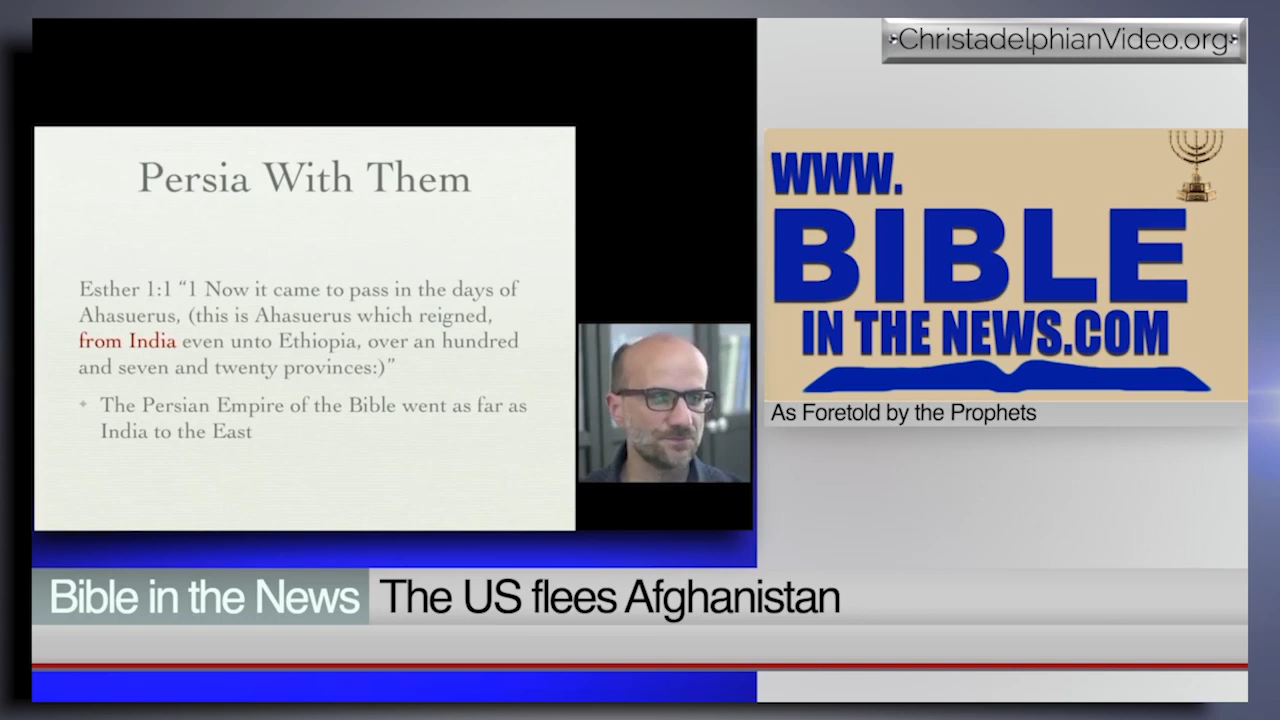 ChristadelphianVideo.org
Persia With Them
Esther 1:1 “1 Now it came to pass in the days of
Ahasuerus, (this is Ahasuerus which reigned,
from India even unto Ethiopia, over an hundred
and seven and twenty provinces:)”
The Persian Empire of the Bible went as far as
India to the East
WWW.
BIBLE
IN THE NEWS.COM
As Foretold by the Prophets
Bible in the News
The US flees Afghanistan